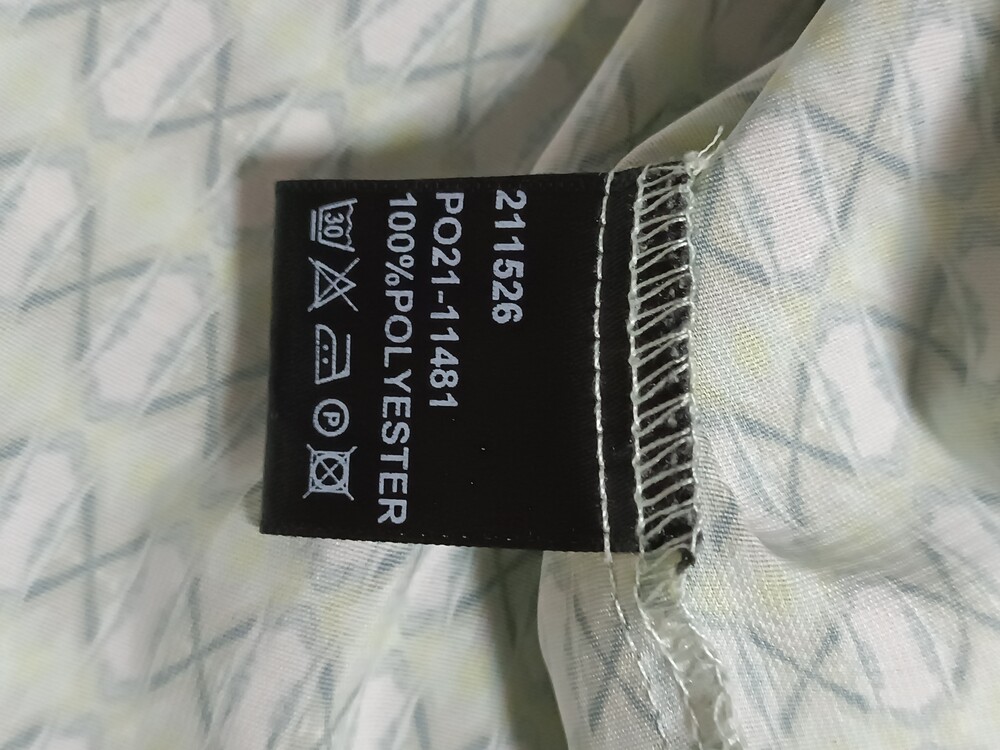 211526
PO21-11481
100%POLYESTER
30 P